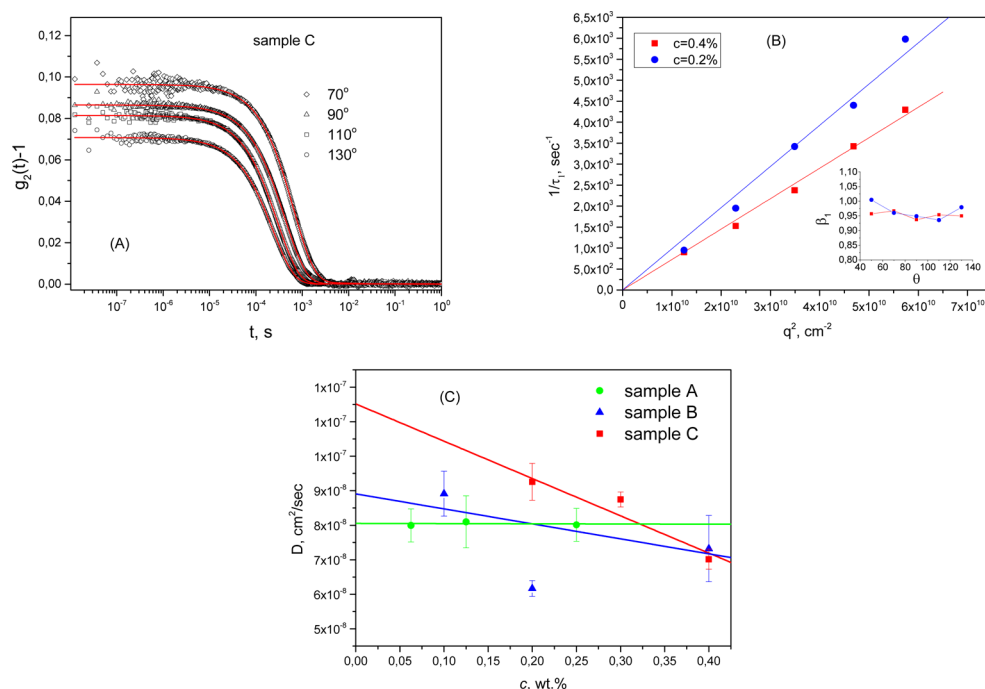 sample C
0,12
0,10
0,08
0,06
0,04
0,02
0,00
g₂(t)-1
70°
90°
110°
130°
(A)
10⁻⁷ 10⁻⁶ 10⁻⁵ 10⁻⁴ 10⁻³ 10⁻² 10⁻¹ 10⁰
t, s
(B)
c=0.4%
c=0.2%
6,5x10³
6,0x10³
5,5x10³
5,0x10³
4,5x10³
4,0x10³
3,5x10³
3,0x10³
2,5x10³
2,0x10³
1,5x10³
1,0x10³
5,0x10²
0,0
1/τ₁, sec⁻¹
1,10
1,05
1,00
0,95
0,90
0,85
0,80
β₁
40 60 80 100 120 140
θ
0 1x10¹⁰ 2x10¹⁰ 3x10¹⁰ 4x10¹⁰ 5x10¹⁰ 6x10¹⁰ 7x10¹⁰
q², cm⁻²
(C)
sample A
sample B
sample C
1x10⁻⁷
1x10⁻⁷
1x10⁻⁷
9x10⁻⁸
8x10⁻⁸
7x10⁻⁸
6x10⁻⁸
5x10⁻⁸
D, cm²/sec
0,00 0,05 0,10 0,15 0,20 0,25 0,30 0,35 0,40
c, wt.%